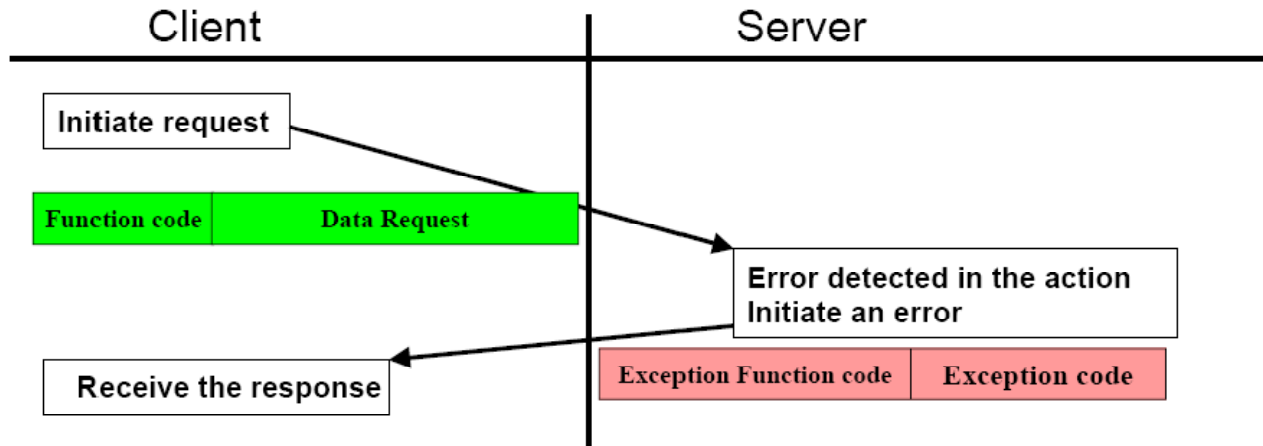 Client
Server
Initiate request
Function code
Data Request
Error detected in the action
Initiate an error
Receive the response
Exception Function code
Exception code